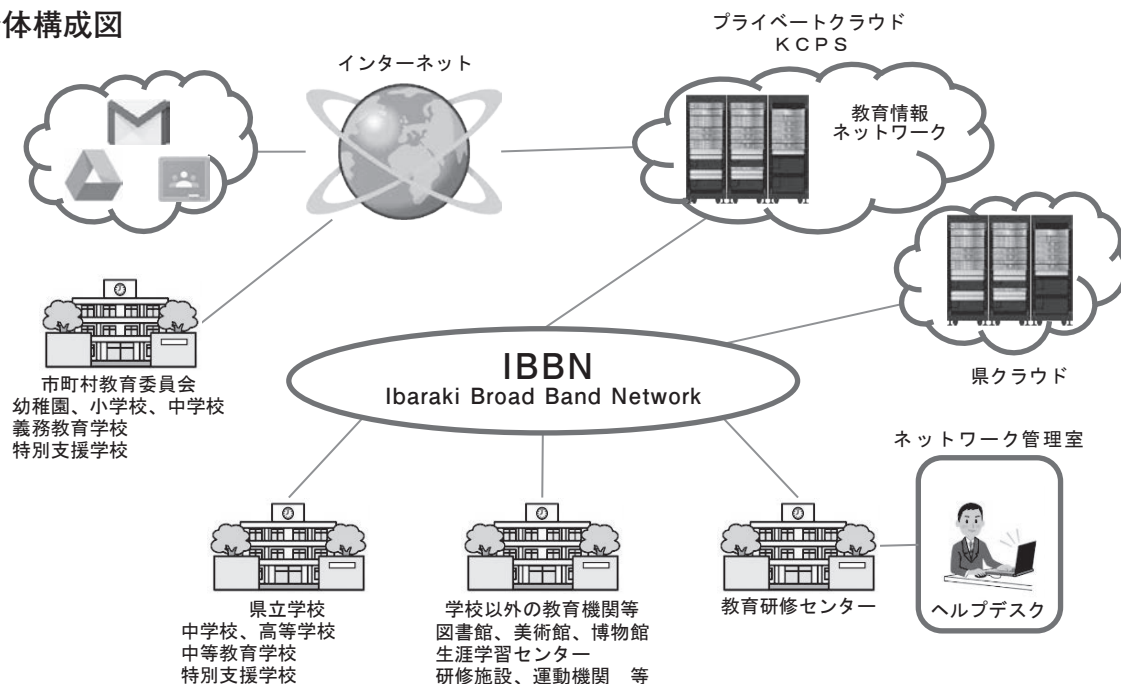 体構成図
プライベートクラウド
KCPS
インターネット
教育情報
ネットワーク
市町村教育委員会
幼稚園、小学校、中学校
義務教育学校
特別支援学校
IBBN
Ibaraki Broad Band Network
県クラウド
ネットワーク管理室
ヘルプデスク
県立学校
中学校、高等学校
中等教育学校
特別支援学校
学校以外の教育機関等
図書館、美術館、博物館
生涯学習センター
研修施設、運動機関　等
教育研修センター